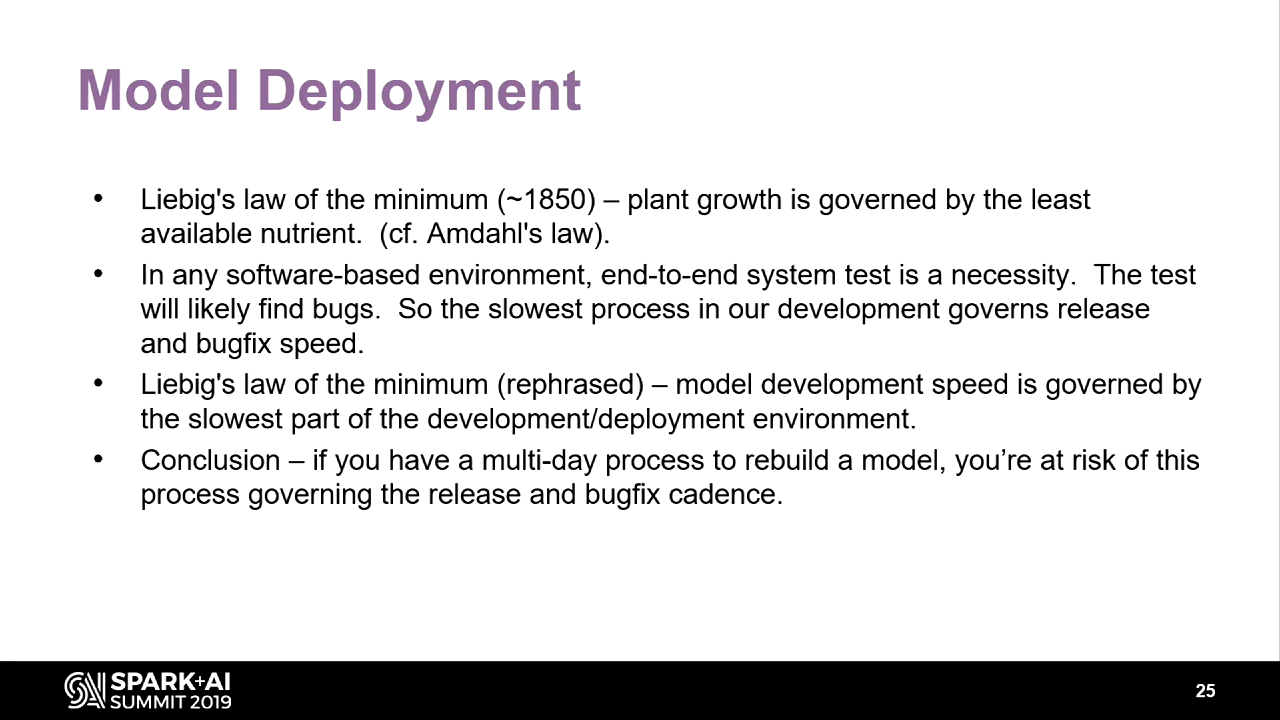 Model Deployment
• Liebig's law of the minimum (~1850) – plant growth is governed by the least
available nutrient.  (cf. Amdahl's law).
• In any software-based environment, end-to-end system test is a necessity.  The test
will likely find bugs.  So the slowest process in our development governs release
and bugfix speed.
• Liebig's law of the minimum (rephrased) – model development speed is governed by
the slowest part of the development/deployment environment.
• Conclusion – if you have a multi-day process to rebuild a model, you’re at risk of this
process governing the release and bugfix cadence.
SPARK+AI
SUMMIT 2019
25